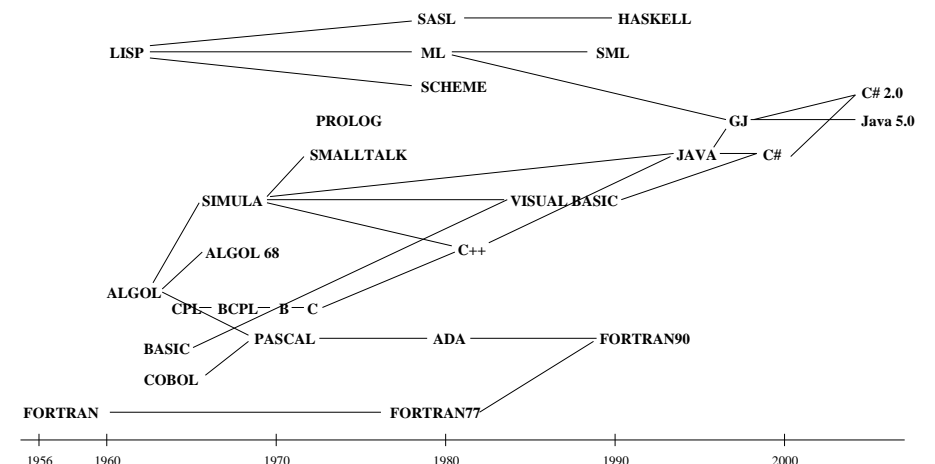 SASL HASKELL
LISP ML SML
SCHEME
C# 2.0
PROLOG GJ Java 5.0
SMALLTALK JAVA C#
SIMULA VISUAL BASIC
ALGOL 68 C++
ALGOL
CPL BCPL B C
BASIC PASCAL ADA FORTRAN90
COBOL
FORTRAN FORTRAN77
1956 1960 1970 1980 1990 2000